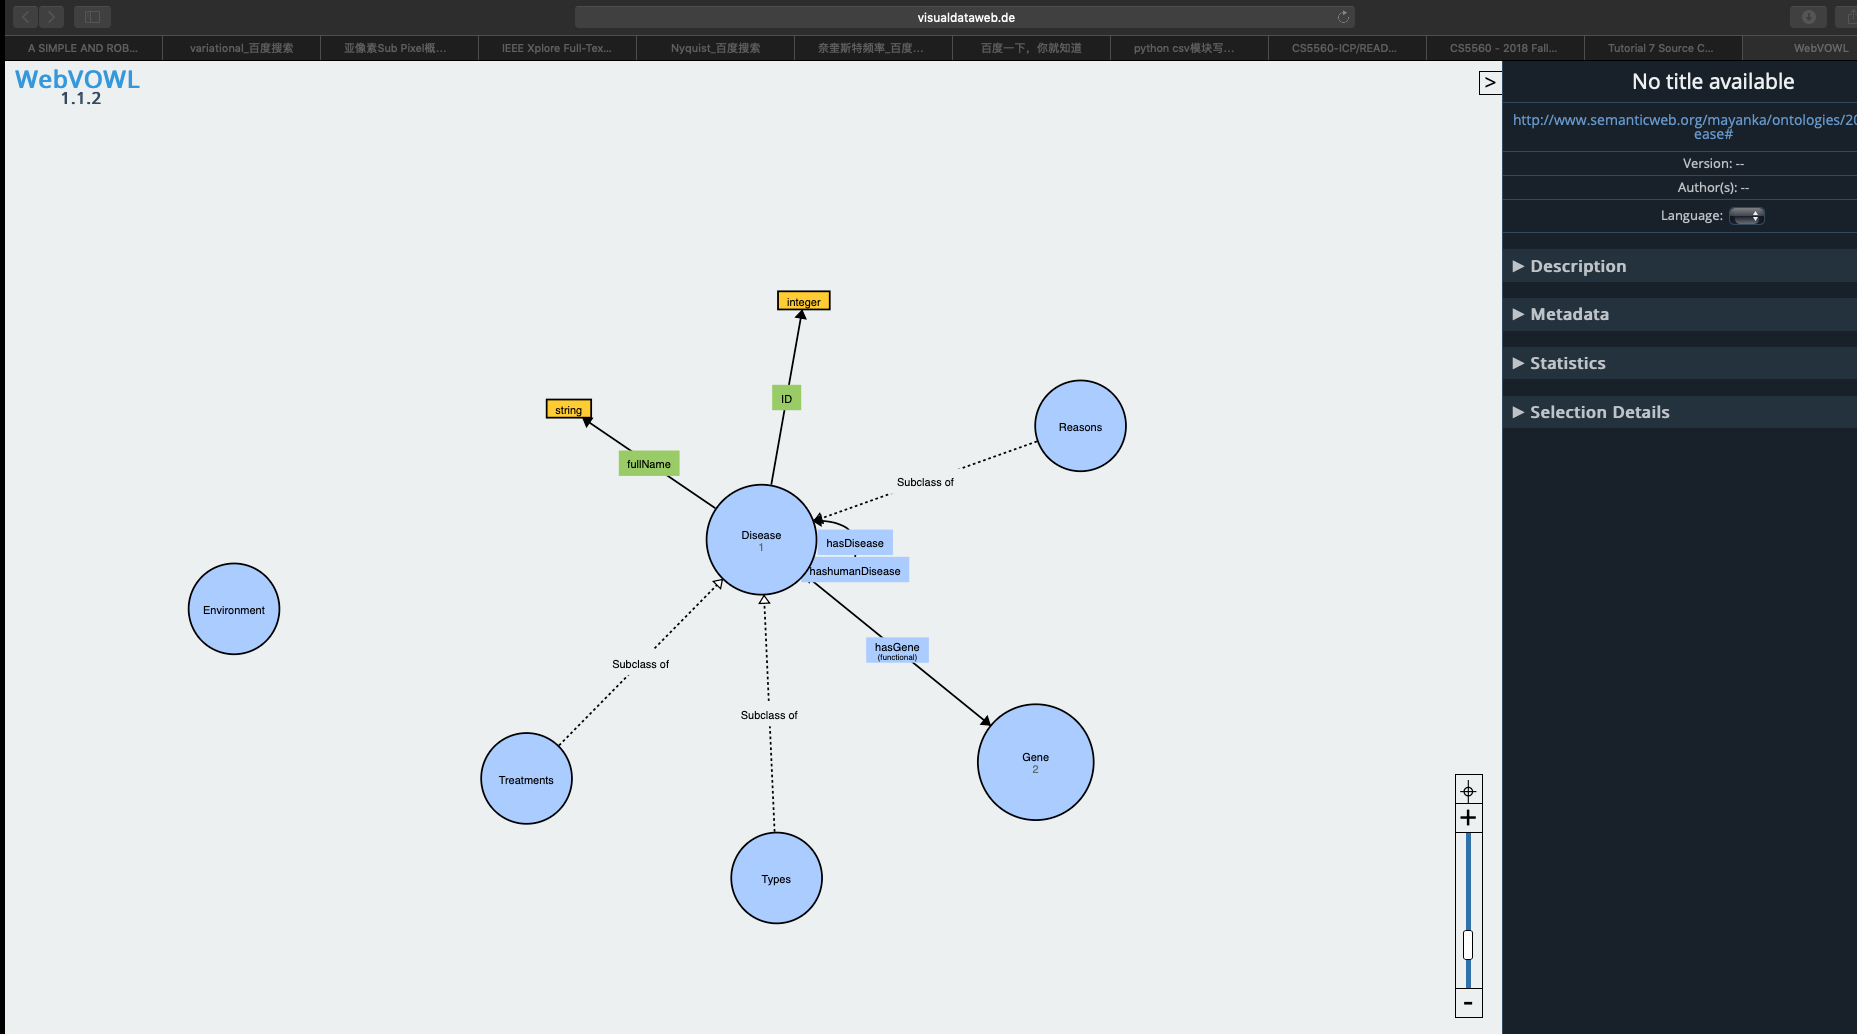 visualdataweb.de
A SIMPLE AND ROB...
variational_百度搜索
亚像素Sub Pixel概...
IEEE Xplore Full-Tex...
Nyquist_百度搜索
奈奎斯特频率_百度...
百度一下，你就知道
python csv模块写...
CS5560-ICP/READ...
CS5560 - 2018 Fall...
Tutorial 7 Source C...
WebVOWL
WebVOWL
1.1.2
>
No title available
http://www.semanticweb.org/mayanka/ontologies/20
ease#
Version: --
Author(s): --
Language:
Description
Metadata
Statistics
Selection Details
integer
ID
string
fullName
Reasons
Subclass of
Disease
1
hasDisease
hashumanDisease
Environment
hasGene
(functional)
Subclass of
Subclass of
Gene
2
Treatments
Types
+
-